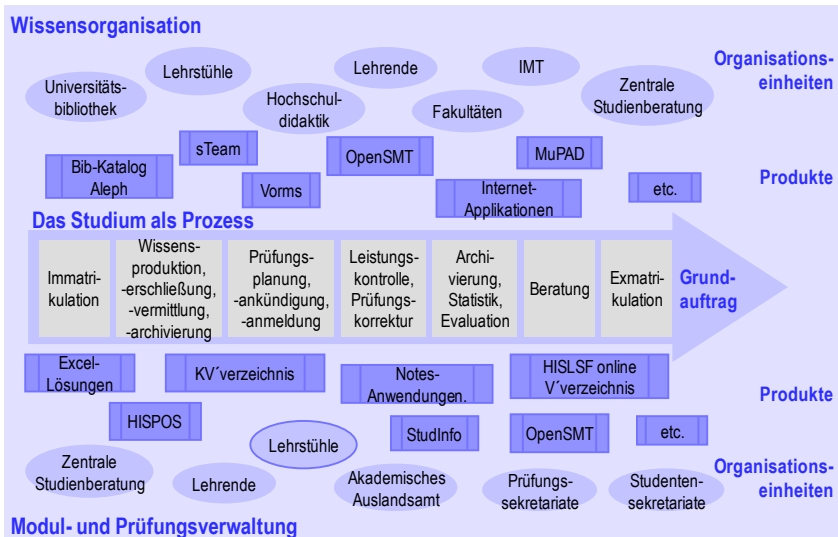 Wissensorganisation
Organisations-
einheiten
Universitäts-
bibliothek
Lehrstühle
Hochschul-
didaktik
Lehrende
Fakultäten
IMT
Zentrale
Studienberatung
Produkte
Bib-Katalog
Aleph
sTeam
Vorms
OpenSMT
Internet-
Applikationen
MuPAD
etc.
Das Studium als Prozess
Immatri-
kulation
Wissens-
produktion,
-erschließung,
-vermittlung,
-archivierung
Prüfungs-
planung,
-ankündigung,
-anmeldung
Leistungs-
kontrolle,
Prüfungs-
korrektur
Archi-
vierung,
Statistik,
Evaluation
Beratung
Exmatri-
kulation
Grund-
auftrag
Excel-
Lösungen
HISPOS
KV´verzeichnis
Notes-
Anwendungen.
StudInfo
HISLSF online
V´verzeichnis
OpenSMT
etc.
Produkte
Zentrale
Studienberatung
Lehrende
Lehrstühle
Akademisches
Auslandsamt
Prüfungs-
sekretariate
Studenten-
sekretariate
Organisations-
einheiten
Modul- und Prüfungsverwaltung